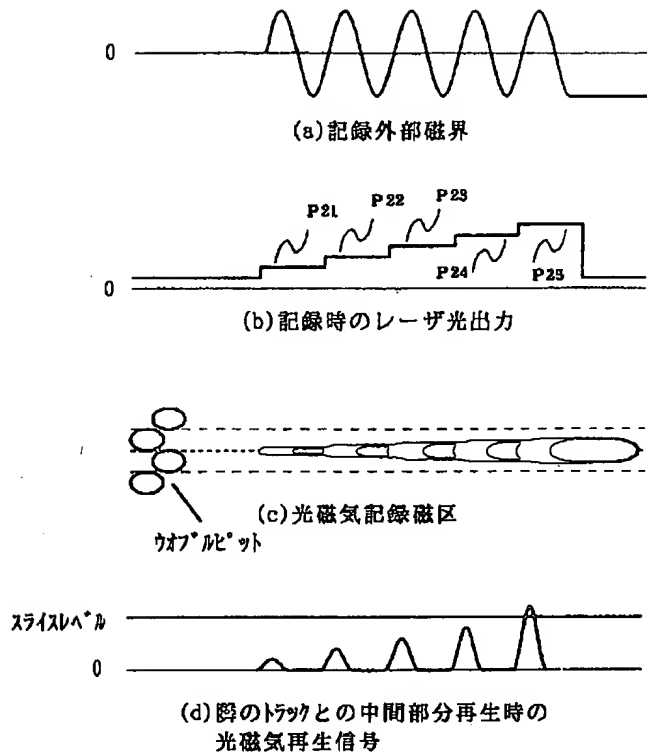 0
(a)記録外部磁界
P21
P22
P23
P24
P25
0
(b)記録時のレーザ光出力
(c)光磁気記録磁区
ウオブルピット
スライスレベル
0
(d)隣のトラックとの中間部分再生時の
光磁気再生信号